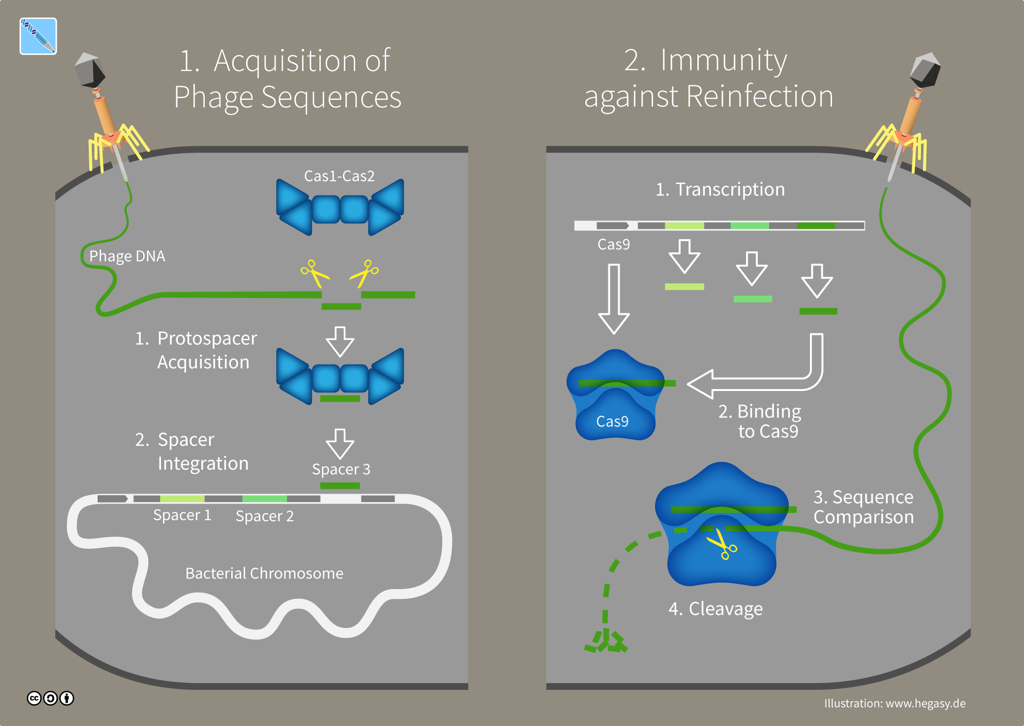 1. Acquisition of
Phage Sequences
Cas1-Cas2
Phage DNA
1. Protospacer
Acquisition
2. Spacer
Integration
Spacer 3
Spacer 1
Spacer 2
Bacterial Chromosome
2. Immunity
against Reinfection
1. Transcription
Cas9
2. Binding
to Cas9
Cas9
3. Sequence
Comparison
4. Cleavage
cc
Illustration: www.hegasy.de